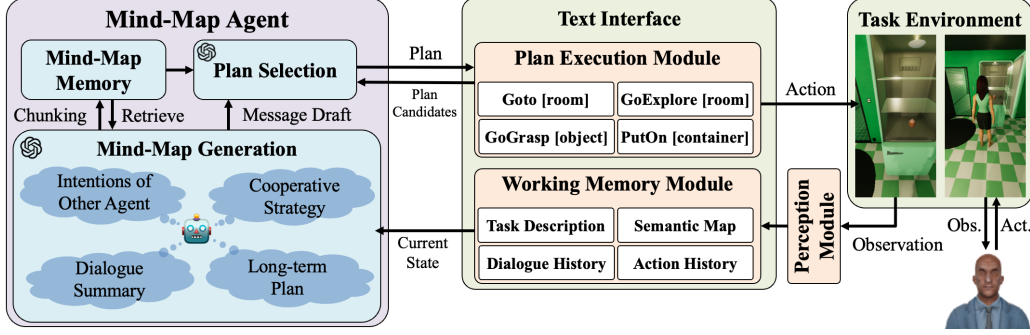 Mind-Map Agent
Mind-Map
Memory
Plan Selection
Chunking
Retrieve
Message Draft
Mind-Map Generation
Intentions of
Other Agent
Cooperative
Strategy
Dialogue
Summary
Long-term
Plan
Plan
Plan
Candidates
Current
State
Text Interface
Plan Execution Module
Goto [room]
GoExplore [room]
GoGrasp [object]
PutOn [container]
Working Memory Module
Task Description
Semantic Map
Dialogue History
Action History
Action
Perception
Module
Observation
Task Environment
Obs.
Act.